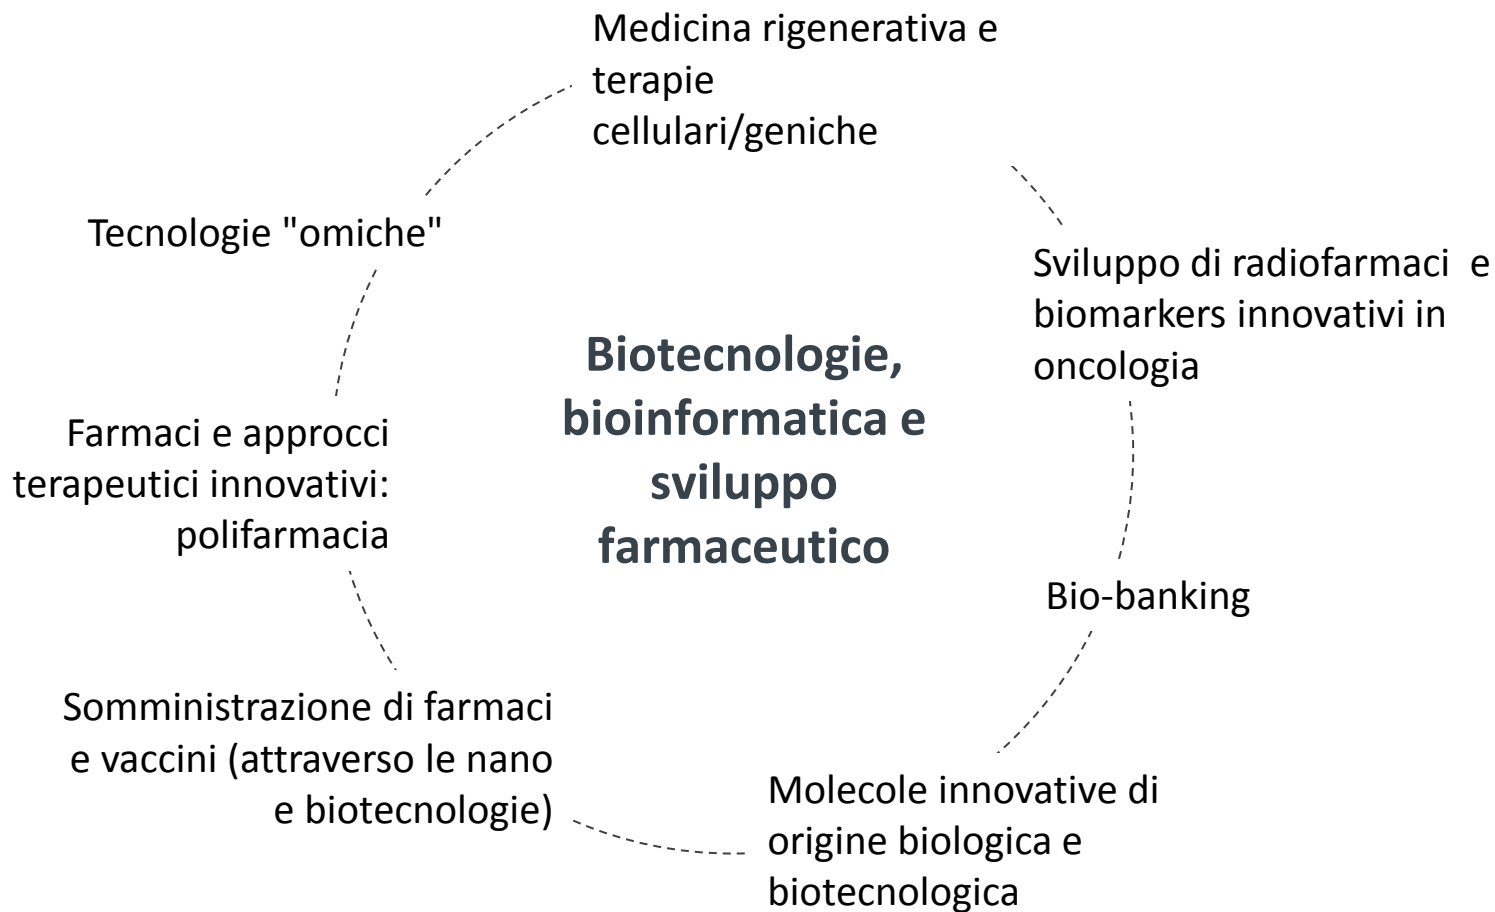 Medicina rigenerativa e
terapie
cellulari/geniche
Tecnologie "omiche"
Sviluppo di radiofarmaci e
biomarkers innovativi in
oncologia
Biotecnologie,
bioinformatica e
sviluppo
farmaceutico
Farmaci e approcci
terapeutici innovativi:
polifarmacia
Bio-banking
Somministrazione di farmaci
e vaccini (attraverso le nano
e biotecnologie)
Molecole innovative di
origine biologica e
biotecnologica